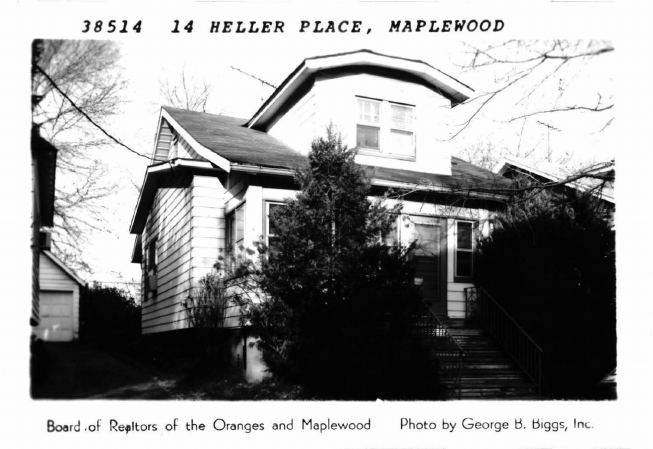 38514 14 HELLER PLACE, MAPLEWOOD
Board of Realtors of the Oranges and Maplewood Photo by George B. Biggs, Inc.